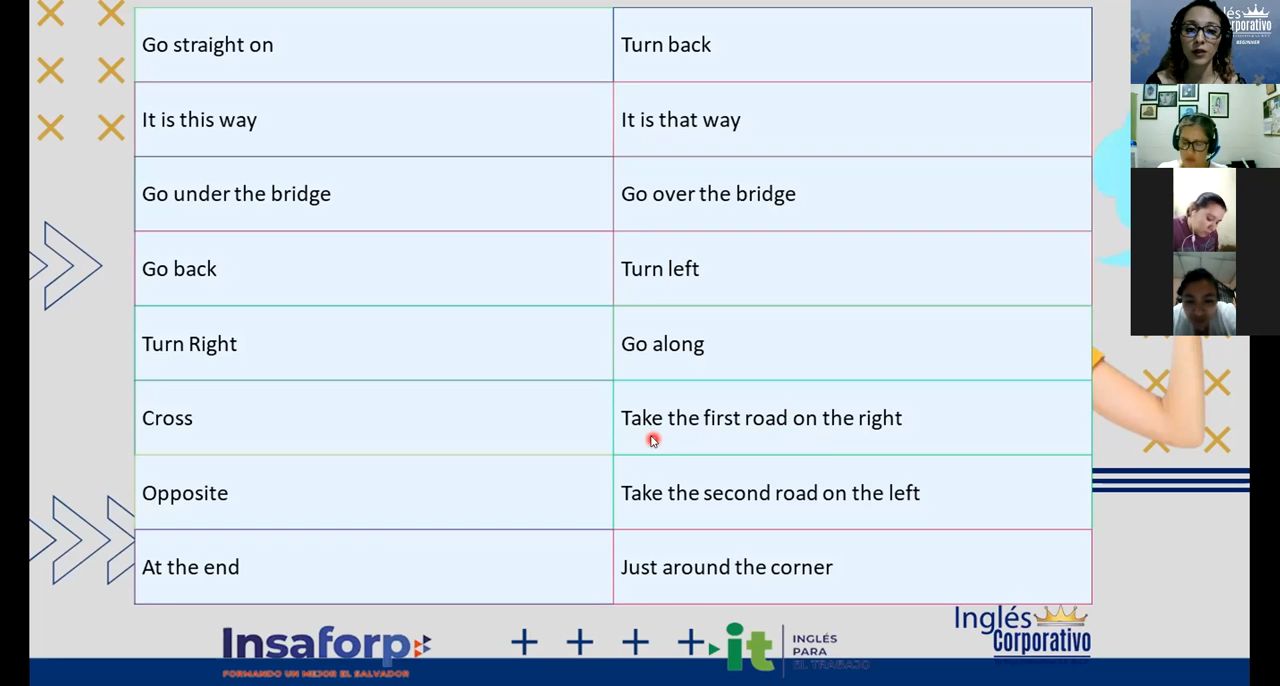 Go straight on
Turn back
It is this way
It is that way
Go under the bridge
Go over the bridge
Go back
Turn left
Turn Right
Go along
Cross
Take the first road on the right
Opposite
Take the second road on the left
At the end
Just around the corner
Insaforp
FORMANDO UN MEJOR EL SALVADOR
it
INGLÉS
PARA
EL TRABAJO
Inglés
Corporativo
BEGINNER